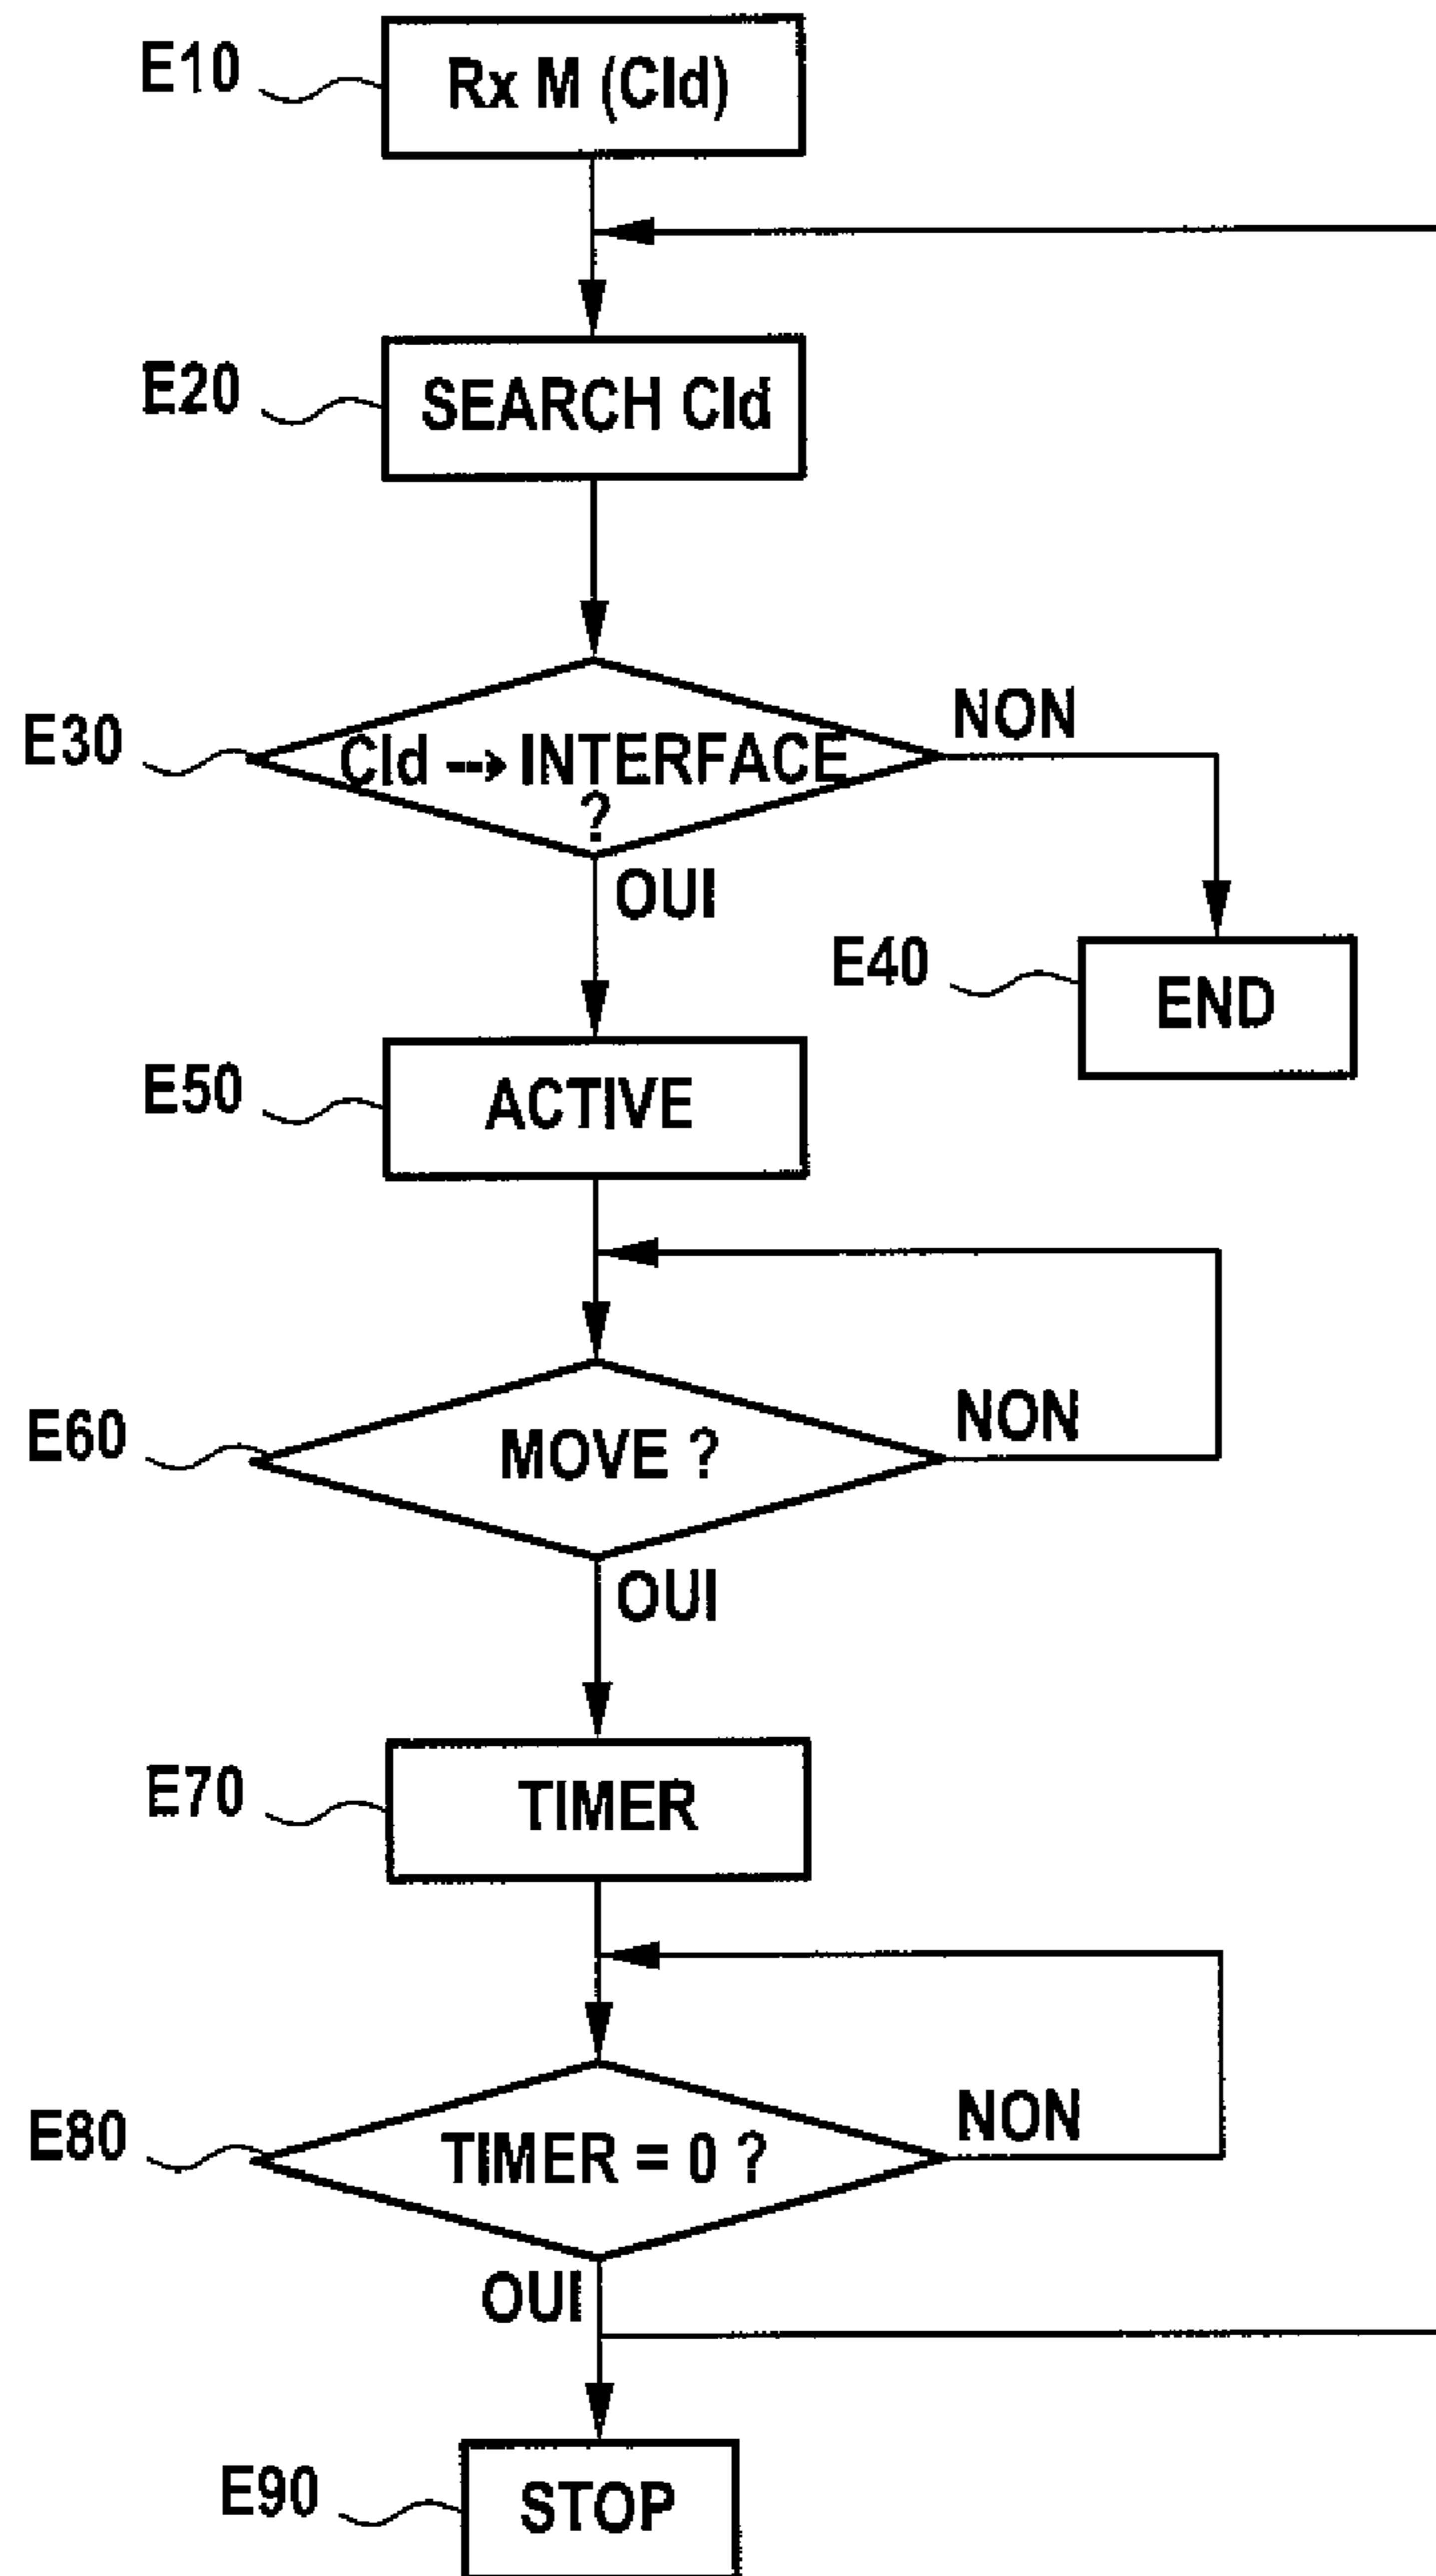 E10
Rx M (CId)
E20
SEARCH CId
E30
CId --→ INTERFACE
?
NON
OUI
E40
END
E50
ACTIVE
E60
MOVE ?
NON
OUI
E70
TIMER
E80
TIMER = 0 ?
NON
OUI
E90
STOP